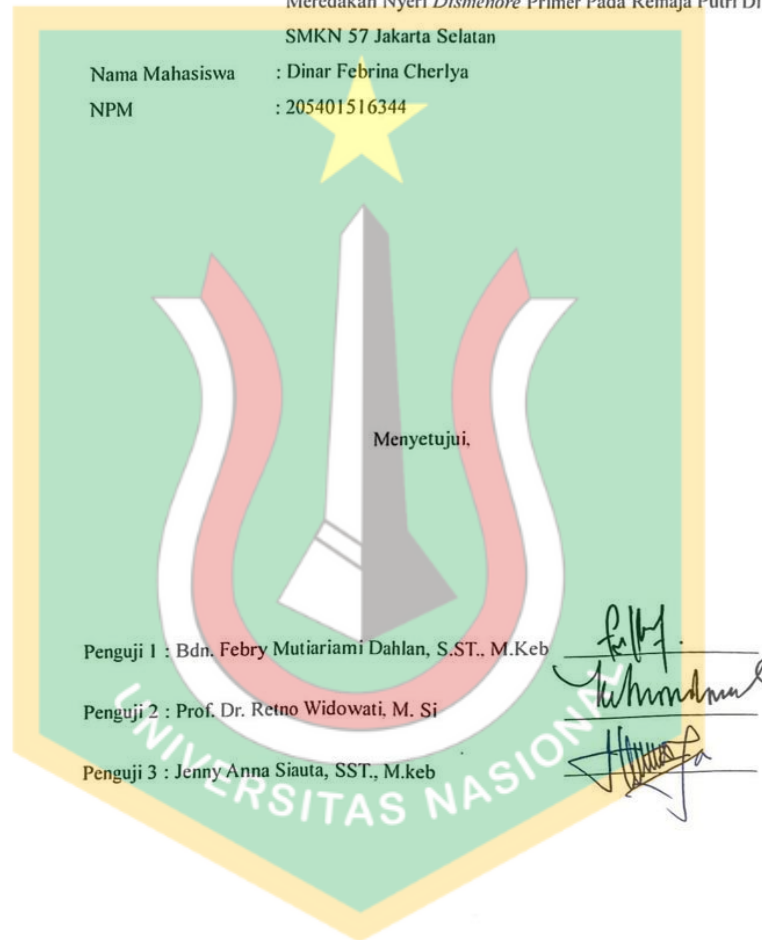 Meredakan Nyeri Dismenore Primer Pada Remaja Putri Di
SMKN 57 Jakarta Selatan
Nama Mahasiswa : Dinar Febrina Cherlya
NPM : 205401516344
Menyetujui,
Penguji 1 : Bdn. Febry Mutiariami Dahlan, S.ST., M.Keb
Penguji 2 : Prof. Dr. Retno Widowati, M. Si
Penguji 3 : Jenny Anna Siauta, SST., M.keb
UNIVERSITAS NASIONAL